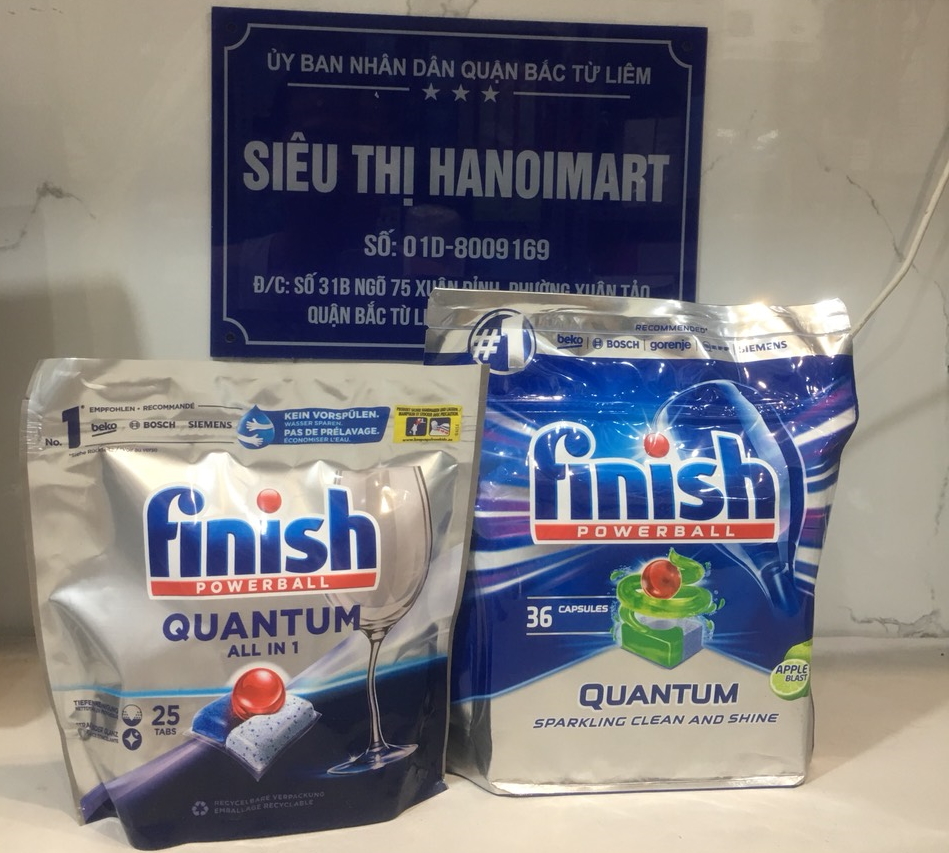 ỦY BAN NHÂN DÂN QUẬN BẮC TỪ LIÊM
SIÊU THỊ HANOIMART
SỐ: 01D-8009169
Đ/C: SỐ 31B NGÕ 75 XUÂN ĐỈNH, PHƯỜNG XUÂN TẢO
QUẬN BẮC TỪ
No. 1
EMPFOHLEN • RECOMMANDÉ
beko BOSCH SIEMENS
KEIN VORSPÜLEN.
WASSER SPAREN.
PAS DE PRÉLAVAGE.
ÉCONOMISER L'EAU.
finish
POWERBALL
QUANTUM
ALL IN 1
25
TABS
RECYCELBARE VERPACKUNG
EMBALLAGE RECYCLABLE
#1
RECOMMENDED*
beko BOSCH gorenje SIEMENS
finish
POWERBALL
36 CAPSULES
APPLE
BLAST
QUANTUM
SPARKLING CLEAN AND SHINE